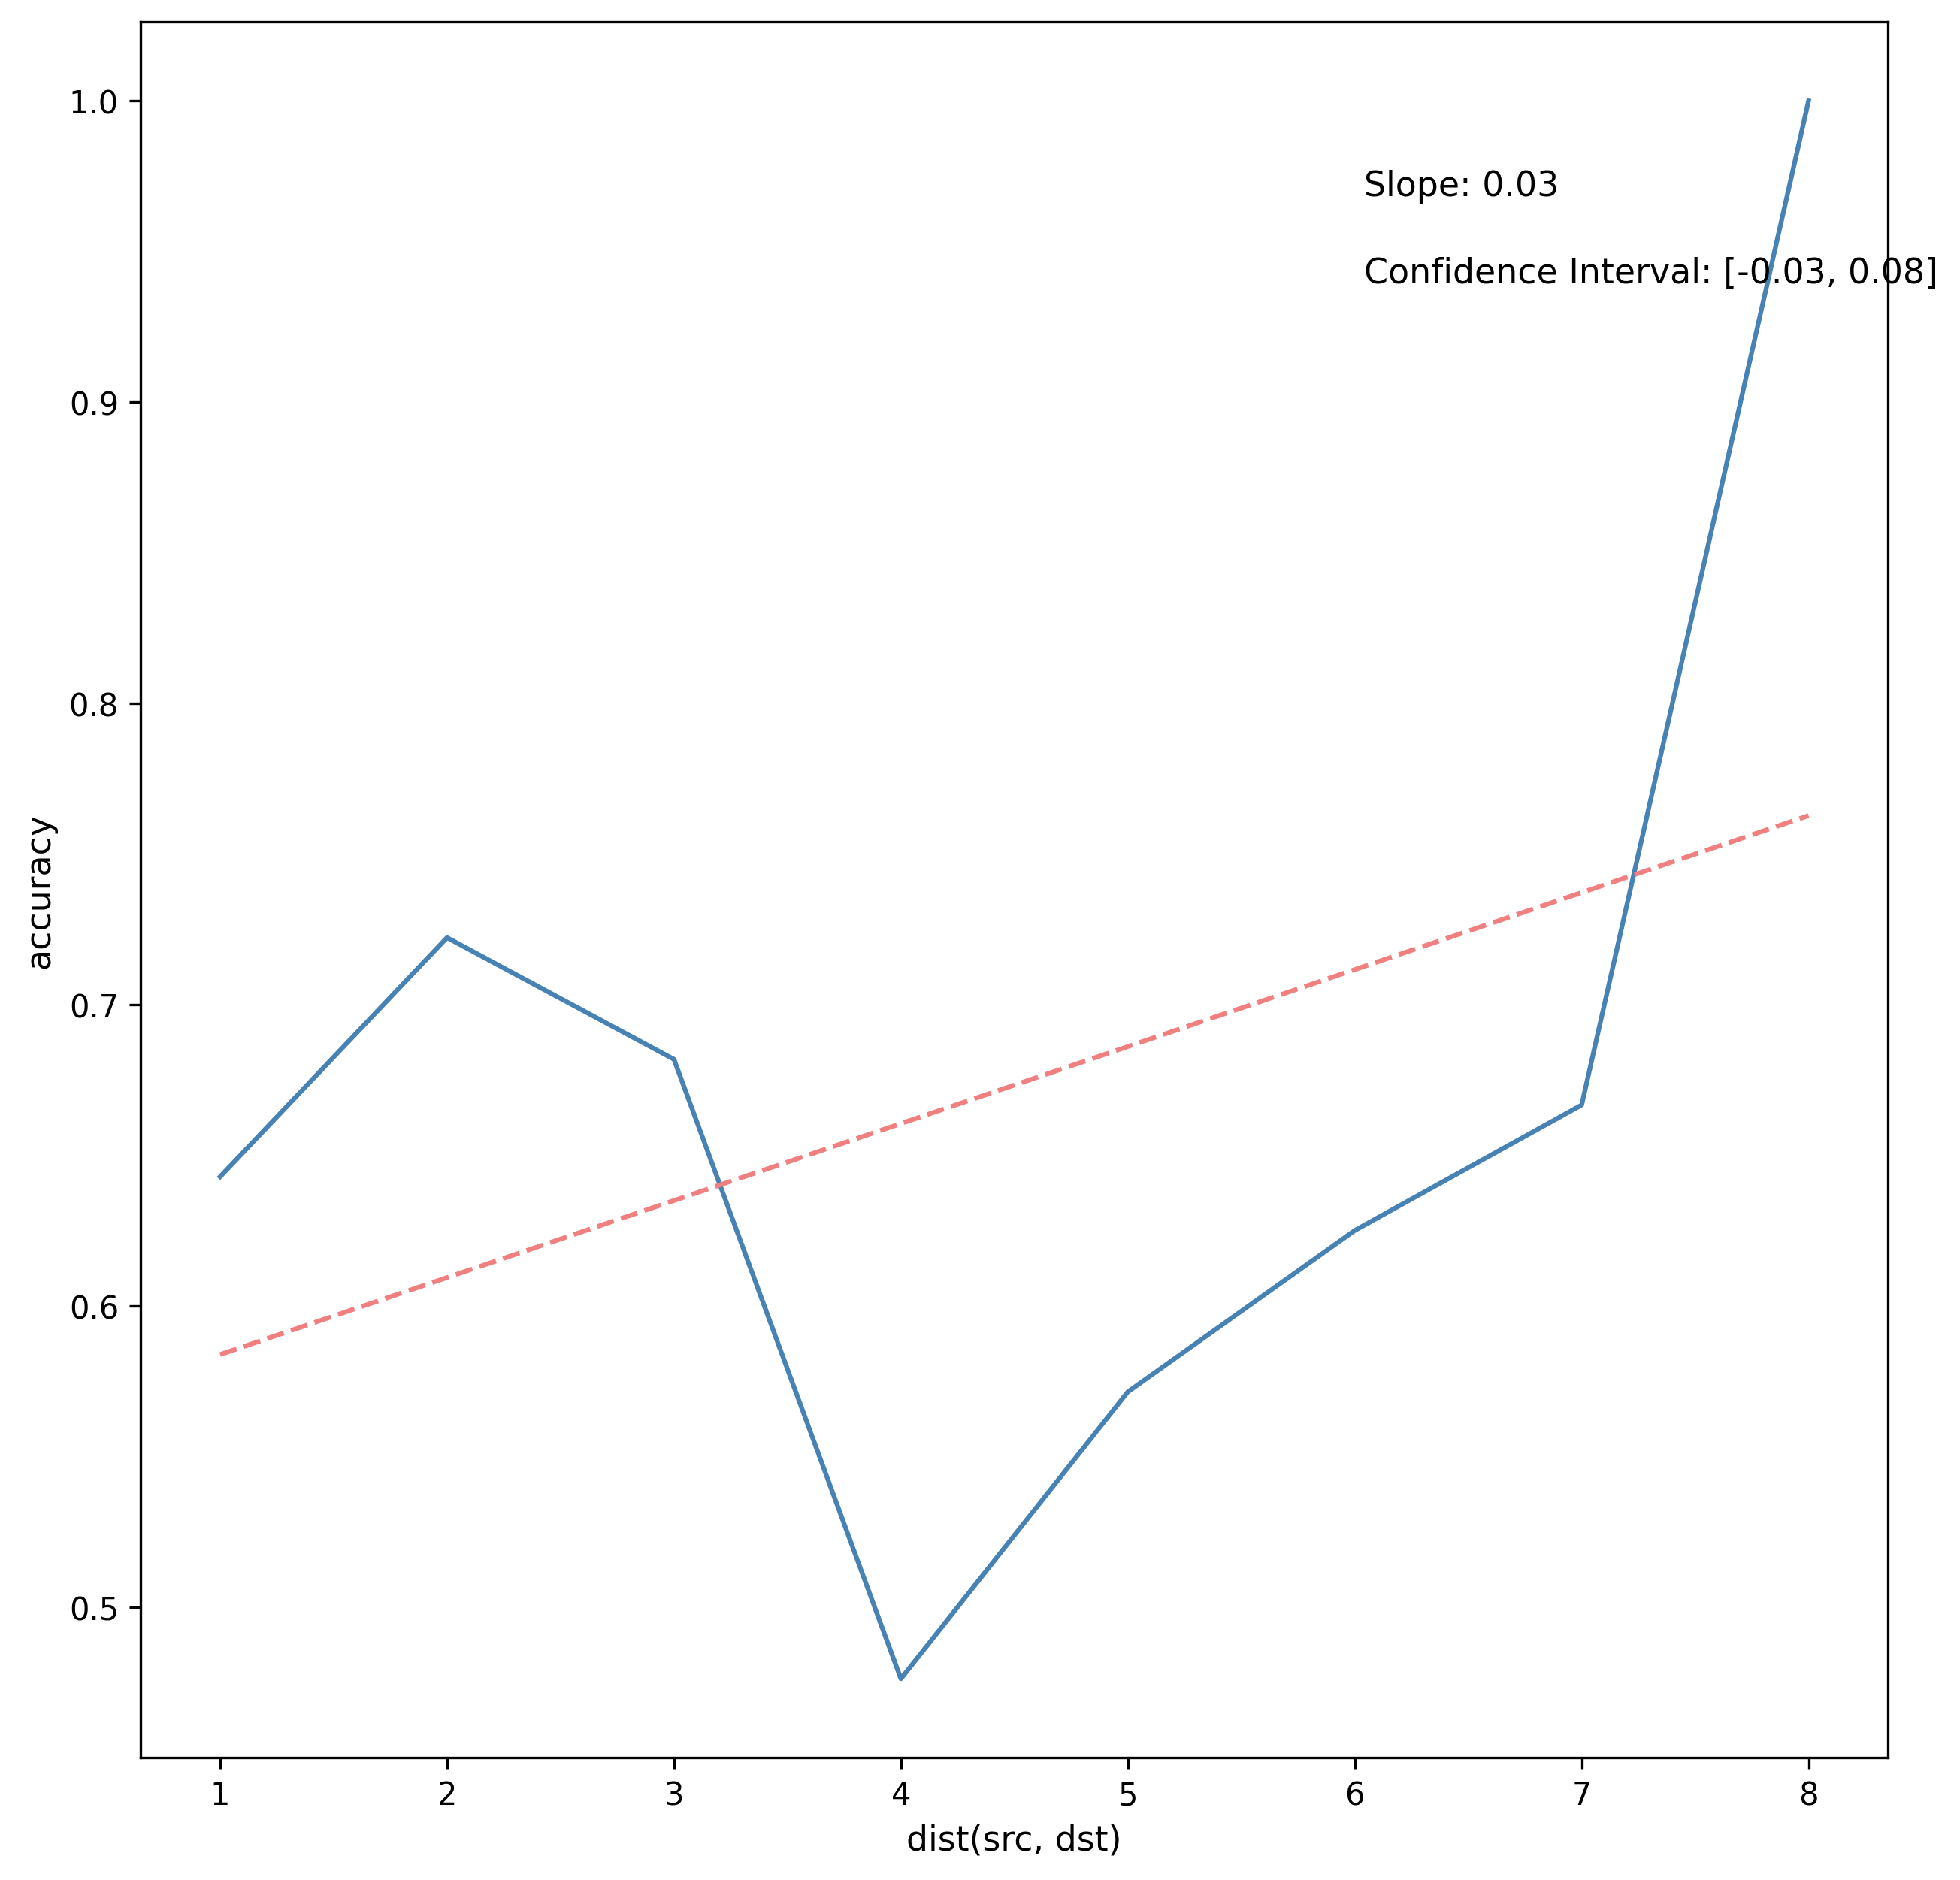 1.0
0.9
0.8
0.7
0.6
0.5
accuracy
Slope: 0.03
Confidence Interval: [-0.03, 0.08]
1 2 3 4 5 6 7 8
dist(src, dst)